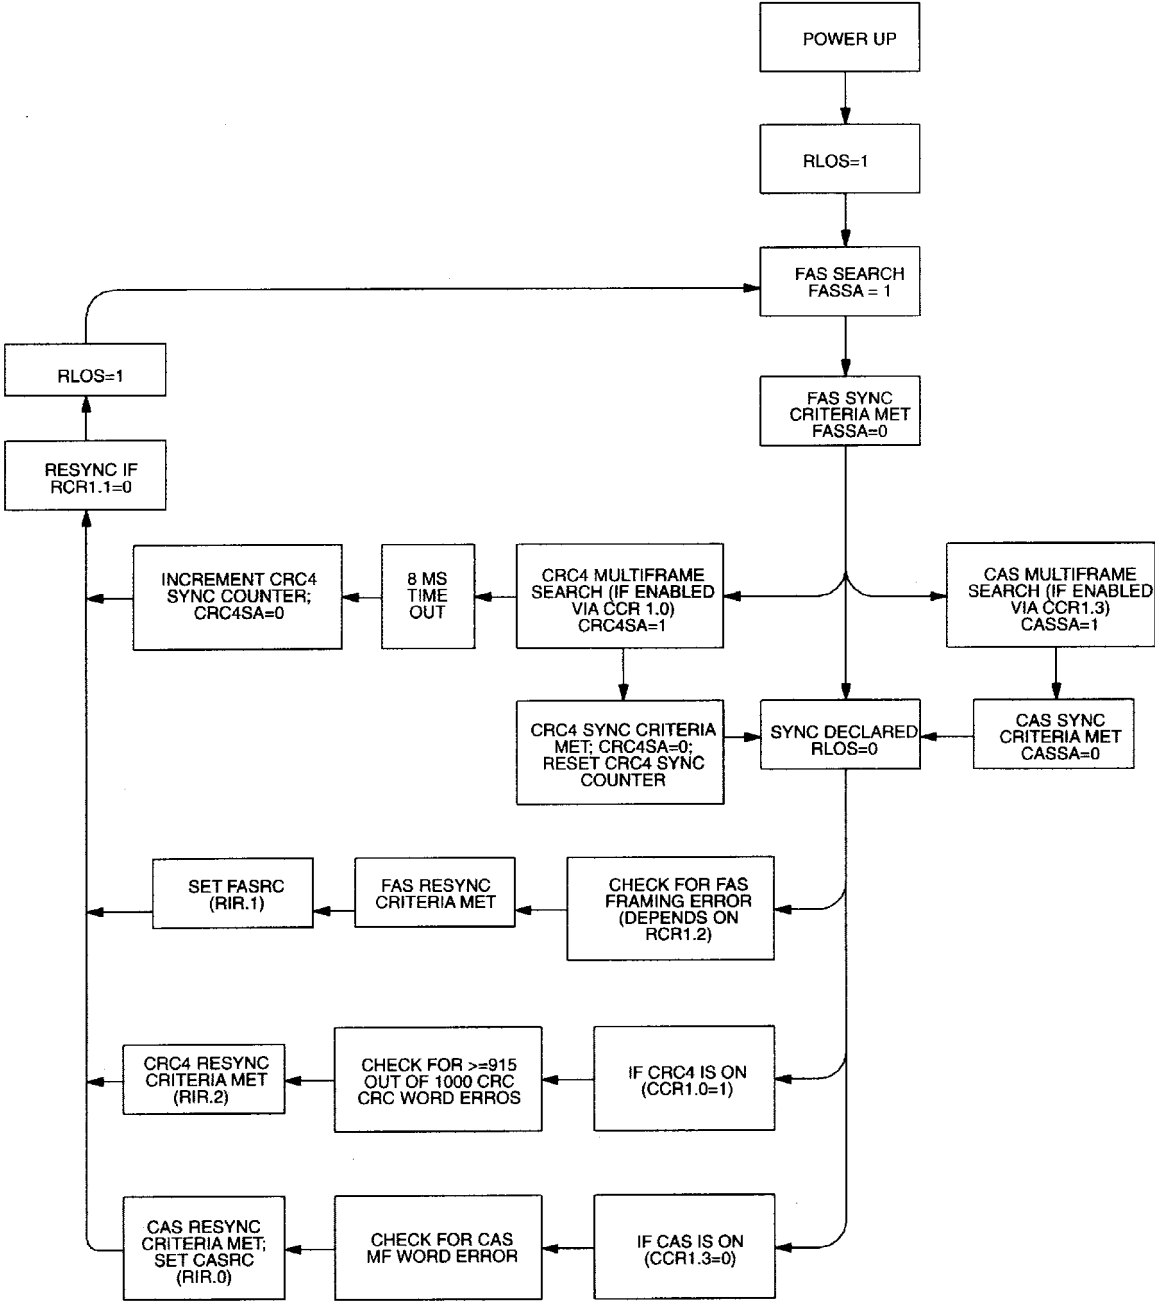 POWER UP
RLOS=1
FAS SEARCH
FASSA = 1
RLOS=1
FAS SYNC
CRITERIA MET
FASSA=0
RESYNC IF
RCR1.1=0
INCREMENT CRC4
SYNC COUNTER;
CRC4SA=0
8 MS
TIME
OUT
CRC4 MULTIFRAME
SEARCH (IF ENABLED
VIA CCR 1.0)
CRC4SA=1
CAS MULTIFRAME
SEARCH (IF ENABLED
VIA CCR1.3)
CASSA=1
CRC4 SYNC CRITERIA
MET; CRC4SA=0;
RESET CRC4 SYNC
COUNTER
SYNC DECLARED
RLOS=0
CAS SYNC
CRITERIA MET
CASSA=0
SET FASRC
(RIR.1)
FAS RESYNC
CRITERIA MET
CHECK FOR FAS
FRAMING ERROR
(DEPENDS ON
RCR1.2)
CRC4 RESYNC
CRITERIA MET
(RIR.2)
CHECK FOR >=915
OUT OF 1000 CRC
CRC WORD ERROS
IF CRC4 IS ON
(CCR1.0=1)
CAS RESYNC
CRITERIA MET;
SET CASRC
(RIR.0)
CHECK FOR CAS
MF WORD ERROR
IF CAS IS ON
(CCR1.3=0)